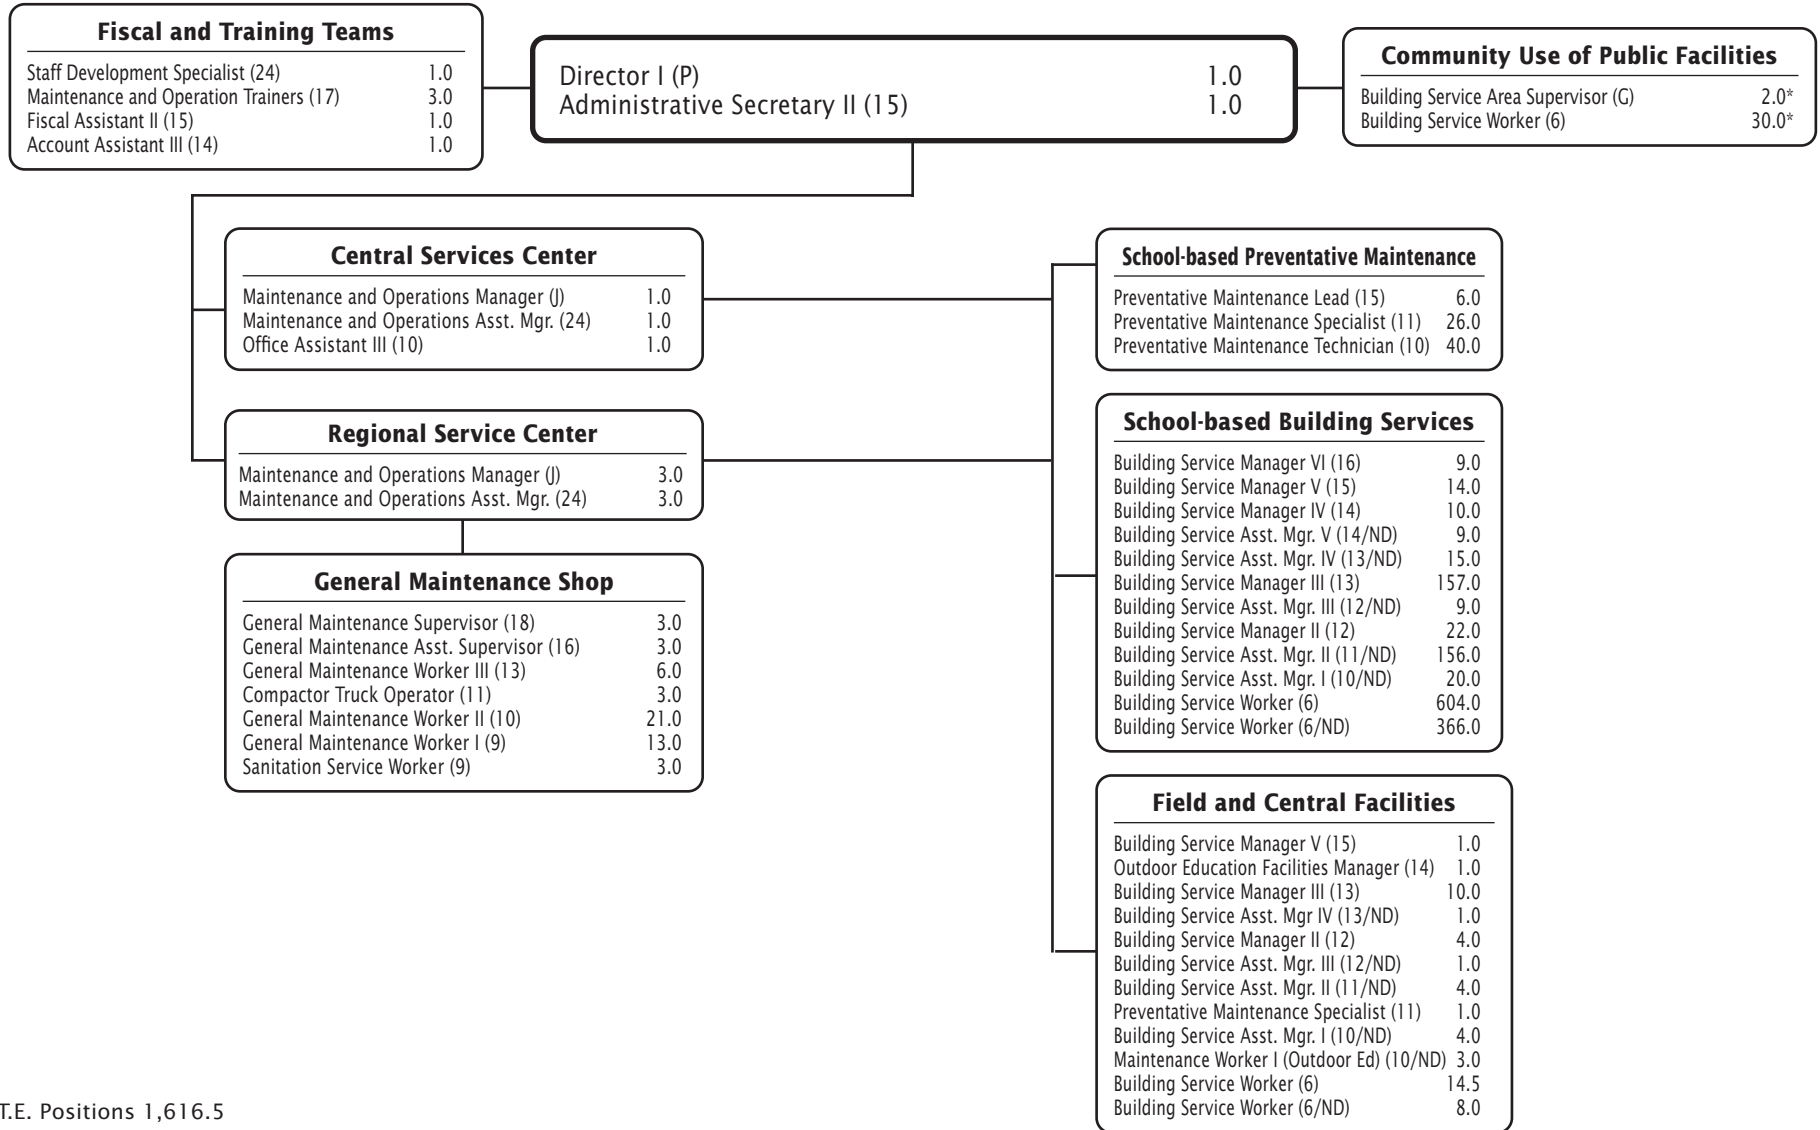 Fiscal and Training Teams
Staff Development Specialist (24) 1.0
Maintenance and Operation Trainers (17) 3.0
Fiscal Assistant II (15) 1.0
Account Assistant III (14) 1.0
Director I (P) 1.0
Administrative Secretary II (15) 1.0
Community Use of Public Facilities
Building Service Area Supervisor (G) 2.0*
Building Service Worker (6) 30.0*
Central Services Center
Maintenance and Operations Manager (J) 1.0
Maintenance and Operations Asst. Mgr. (24) 1.0
Office Assistant III (10) 1.0
Regional Service Center
Maintenance and Operations Manager (J) 3.0
Maintenance and Operations Asst. Mgr. (24) 3.0
General Maintenance Shop
General Maintenance Supervisor (18) 3.0
General Maintenance Asst. Supervisor (16) 3.0
General Maintenance Worker III (13) 6.0
Compactor Truck Operator (11) 3.0
General Maintenance Worker II (10) 21.0
General Maintenance Worker I (9) 13.0
Sanitation Service Worker (9) 3.0
School-based Preventative Maintenance
Preventative Maintenance Lead (15) 6.0
Preventative Maintenance Specialist (11) 26.0
Preventative Maintenance Technician (10) 40.0
School-based Building Services
Building Service Manager VI (16) 9.0
Building Service Manager V (15) 14.0
Building Service Manager IV (14) 10.0
Building Service Asst. Mgr. V (14/ND) 9.0
Building Service Asst. Mgr. IV (13/ND) 15.0
Building Service Manager III (13) 157.0
Building Service Asst. Mgr. III (12/ND) 9.0
Building Service Manager II (12) 22.0
Building Service Asst. Mgr. II (11/ND) 156.0
Building Service Asst. Mgr. I (10/ND) 20.0
Building Service Worker (6) 604.0
Building Service Worker (6/ND) 366.0
Field and Central Facilities
Building Service Manager V (15) 1.0
Outdoor Education Facilities Manager (14) 1.0
Building Service Manager III (13) 10.0
Building Service Asst. Mgr IV (13/ND) 1.0
Building Service Manager II (12) 4.0
Building Service Asst. Mgr. III (12/ND) 1.0
Building Service Asst. Mgr. II (11/ND) 4.0
Preventative Maintenance Specialist (11) 1.0
Building Service Asst. Mgr. I (10/ND) 4.0
Maintenance Worker I (Outdoor Ed) (10/ND) 3.0
Building Service Worker (6) 14.5
Building Service Worker (6/ND) 8.0
T.E. Positions 1,616.5